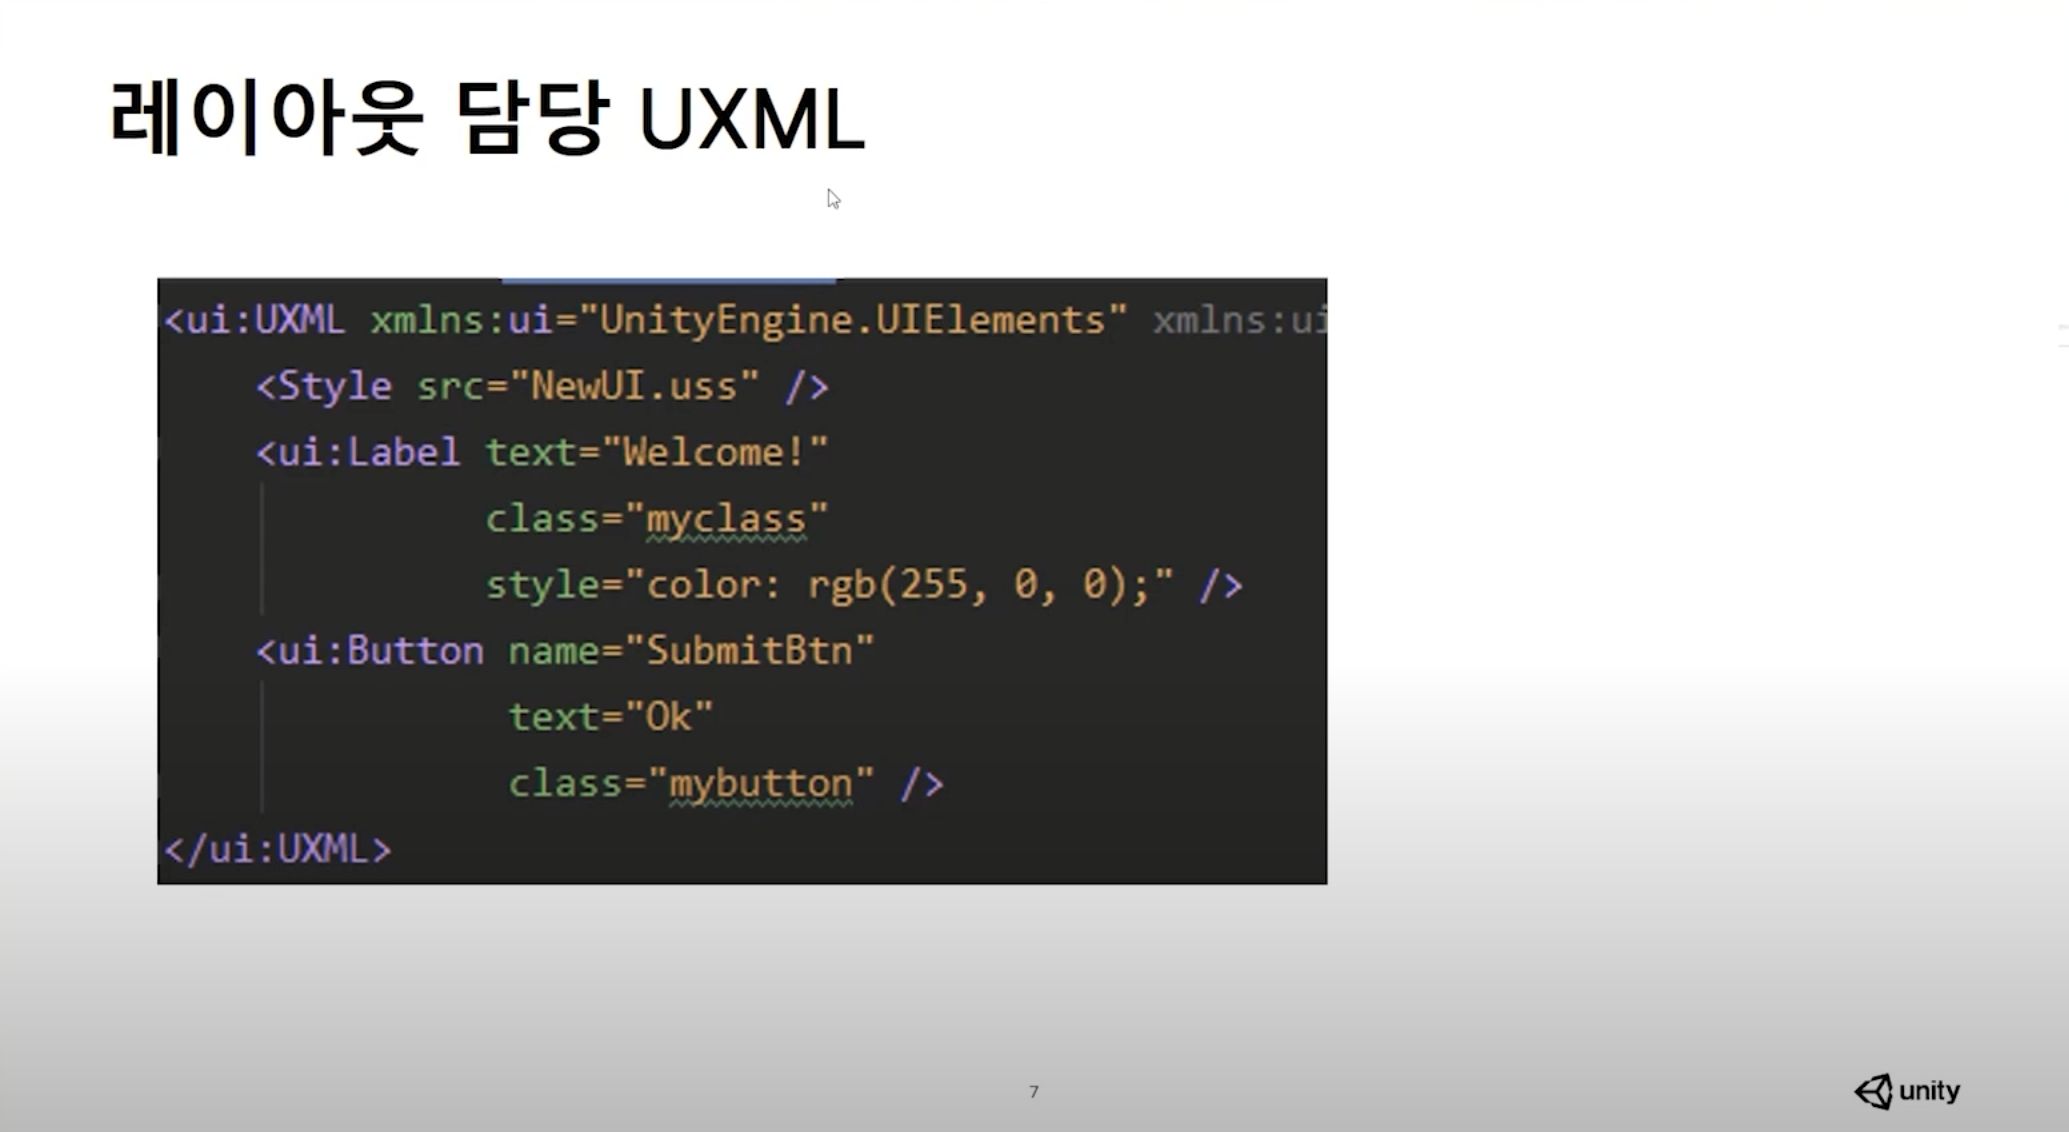 레이아웃 담당 UXML
<ui:UXML xmlns:ui="UnityEngine.UIElements" xmlns:ui
<Style src="NewUI.uss" />
<ui:Label text="Welcome!"
class="myclass"
style="color: rgb(255, 0, 0);" />
<ui:Button name="SubmitBtn"
text="Ok"
class="mybutton" />
</ui:UXML>
7
unity